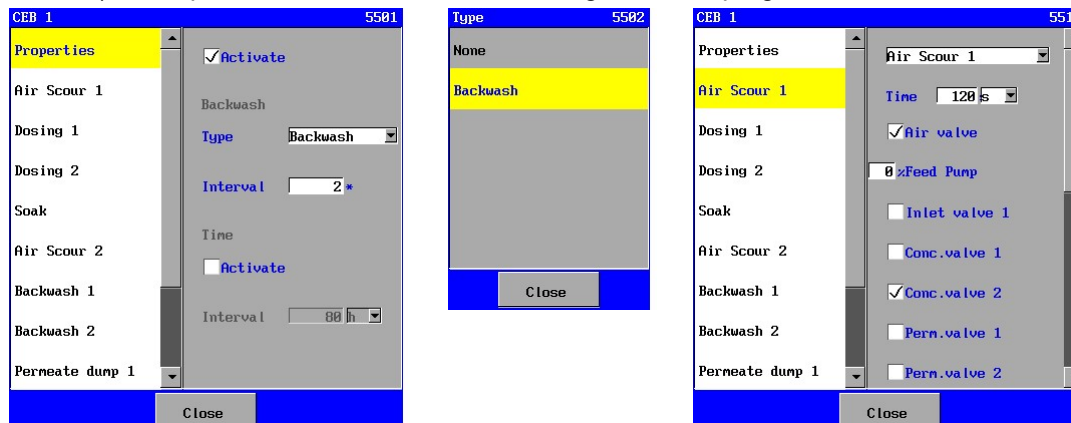 CEB 1 5501
Properties
Air Scour 1
Dosing 1
Dosing 2
Soak
Air Scour 2
Backwash 1
Backwash 2
Permeate dump 1
Activate
Backwash
Type Backwash
Interval 2 *
Time
Activate
Interval 80 h
Close
Type 5502
None
Backwash
Close
CEB 1 551
Properties
Air Scour 1
Dosing 1
Dosing 2
Soak
Air Scour 2
Backwash 1
Backwash 2
Permeate dump 1
Air Scour 1
Time 120 s
Air valve
0 %Feed Pump
Inlet valve 1
Conc.valve 1
Conc.valve 2
Perm.valve 1
Perm.valve 2
Close